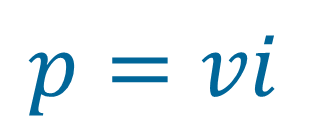 p = vi